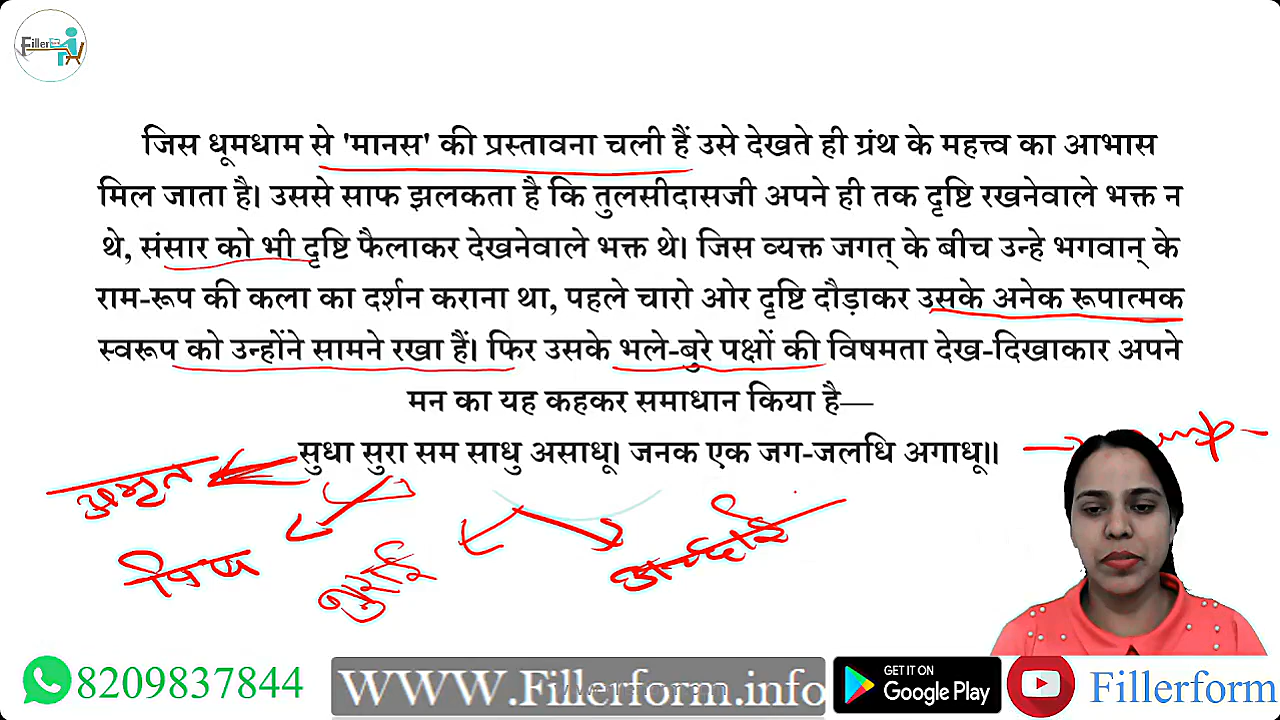 Filler
जिस धूमधाम से 'मानस' की प्रस्तावना चली हैं उसे देखते ही ग्रंथ के महत्त्व का आभास
मिल जाता है। उससे साफ झलकता है कि तुलसीदासजी अपने ही तक दृष्टि रखनेवाले भक्त न
थे, संसार को भी दृष्टि फैलाकर देखनेवाले भक्त थे। जिस व्यक्त जगत् के बीच उन्हे भगवान् के
राम-रूप की कला का दर्शन कराना था, पहले चारो ओर दृष्टि दौड़ाकर उसके अनेक रूपात्मक
स्वरूप को उन्होंने सामने रखा हैं। फिर उसके भले-बुरे पक्षों की विषमता देख-दिखाकार अपने
मन का यह कहकर समाधान किया है—
सुधा सुरा सम साधु असाधू। जनक एक जग-जलधि अगाधू॥
अमृत
विष
बुराई
8209837844
www.Fillerform.info
GET IT ON
Google Play
Fillerform